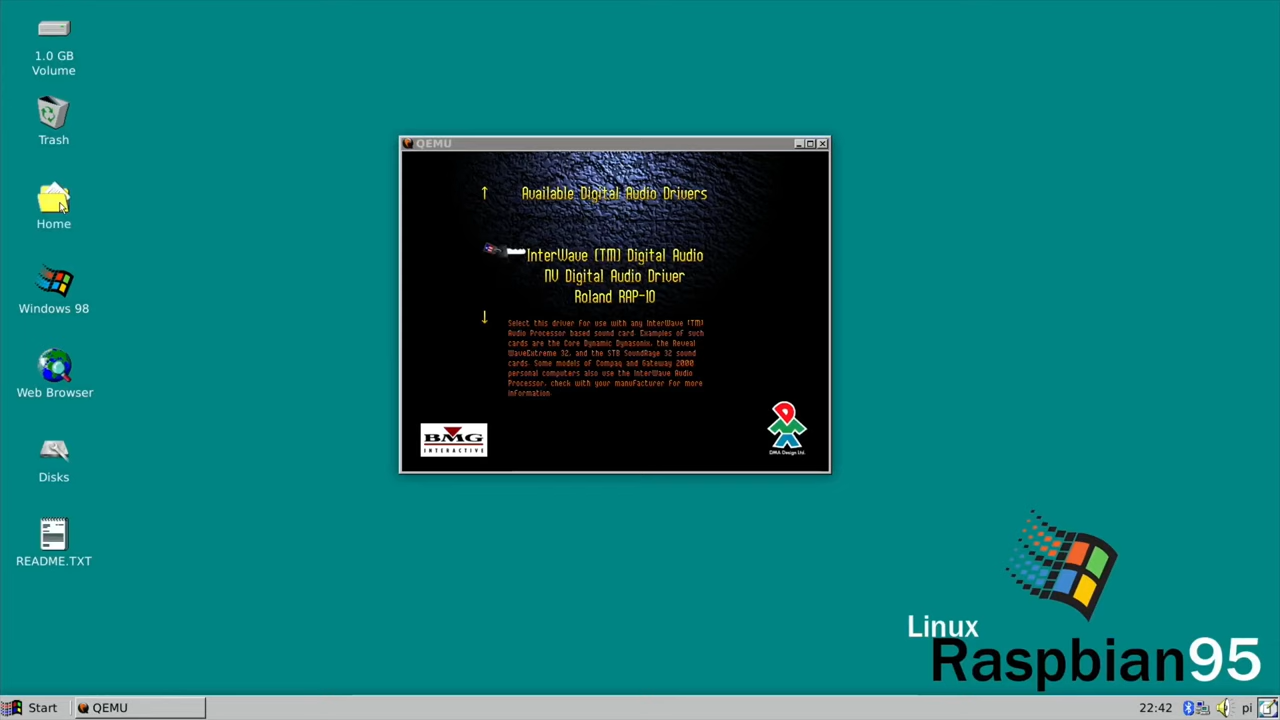 1.0 GB
Volume
Trash
Home
Windows 98
Web Browser
Disks
README.TXT
QEMU
↑ Available Digital Audio Drivers
InterWave (TM) Digital Audio
NV Digital Audio Driver
Roland RAP-10
↓
Select this driver for use with any InterWave (TM)
Audio Processor based sound card. Examples of such
cards are the Core Dynamic Dynasonix, the Reveal
WaveExtreme 32, and the STB SoundRage 32 sound
cards. Some models of Compaq and Gateway 2000
personal computers also use the InterWave Audio
Processor, check with your manufacturer for more
information.
BMG
INTERACTIVE
DMA Design Ltd.
Linux
Raspbian95
Start
QEMU
22:42
pi